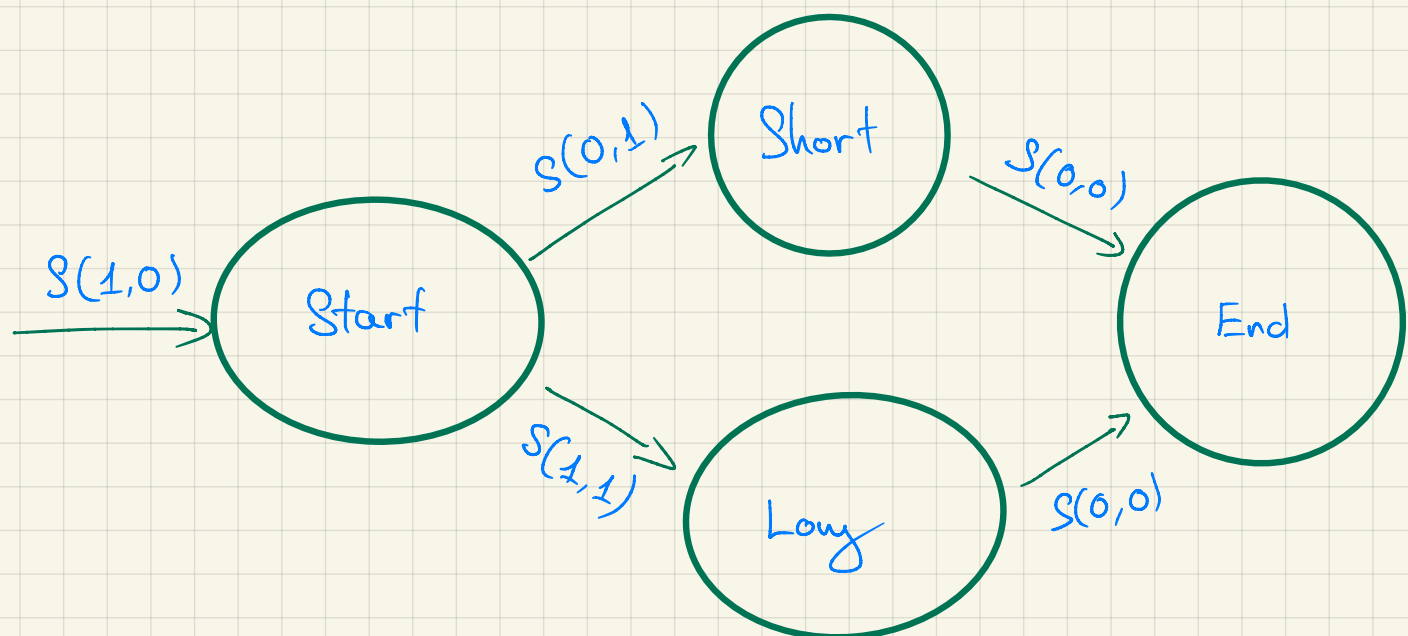 Short
S(0,1)
S(0,0)
S(1,0)
Start
End
S(1,1)
Long
S(0,0)